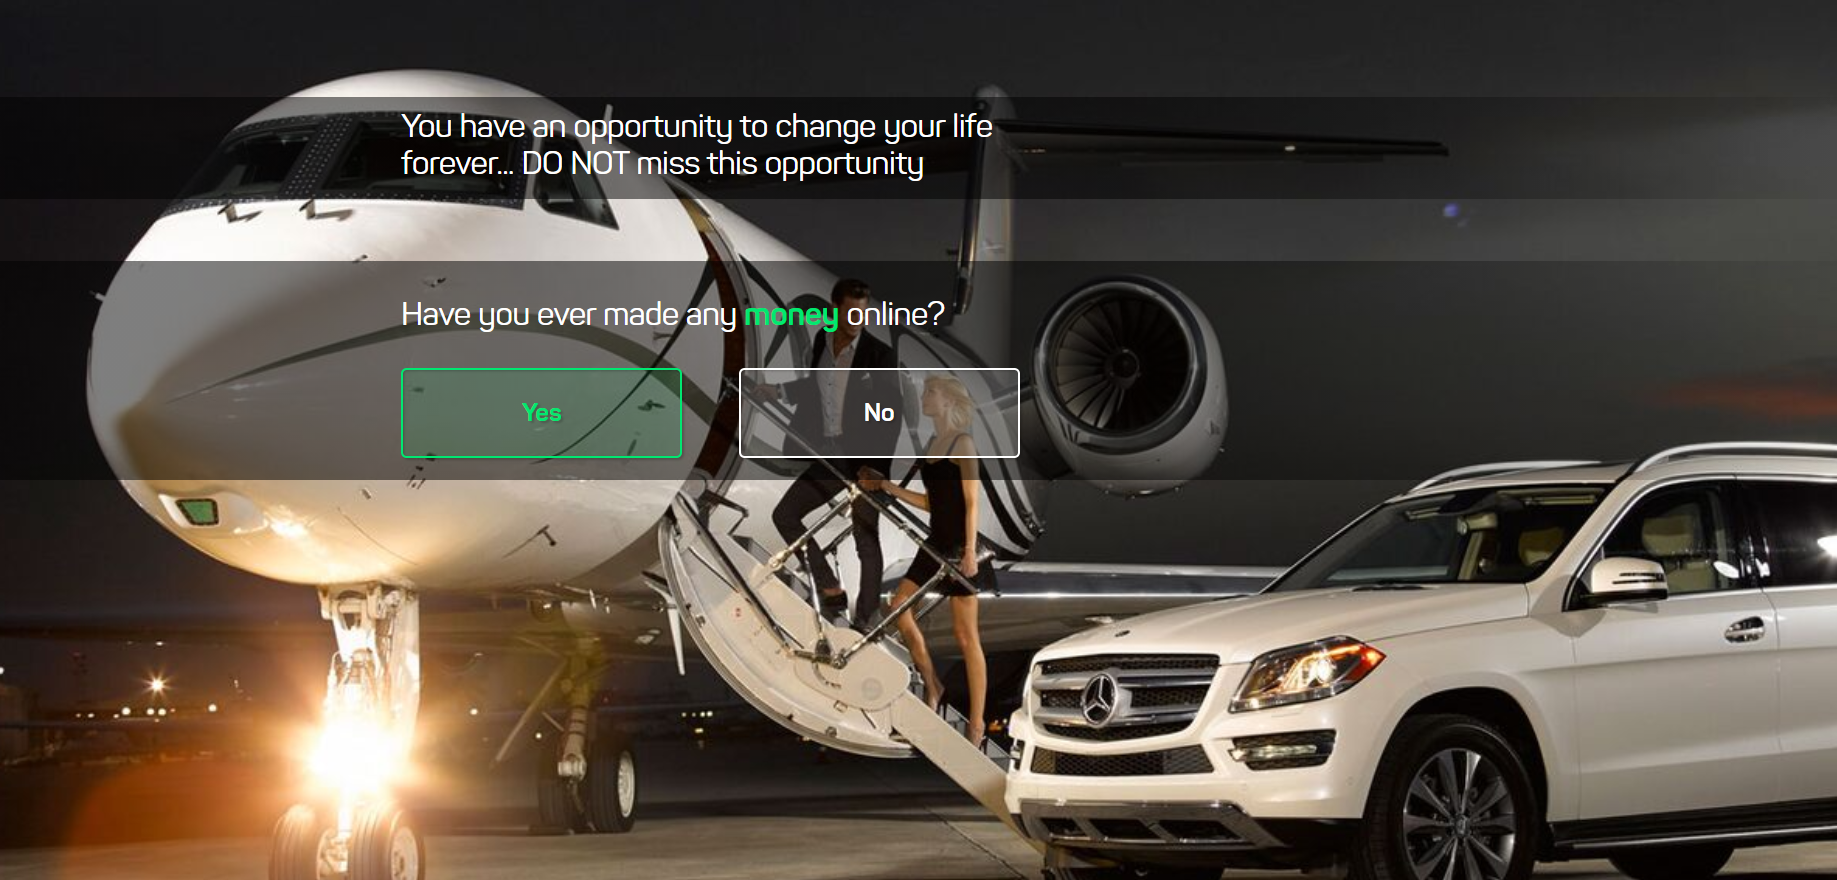 You have an opportunity to change your life
forever... DO NOT miss this opportunity
Have you ever made any money online?
Yes
No